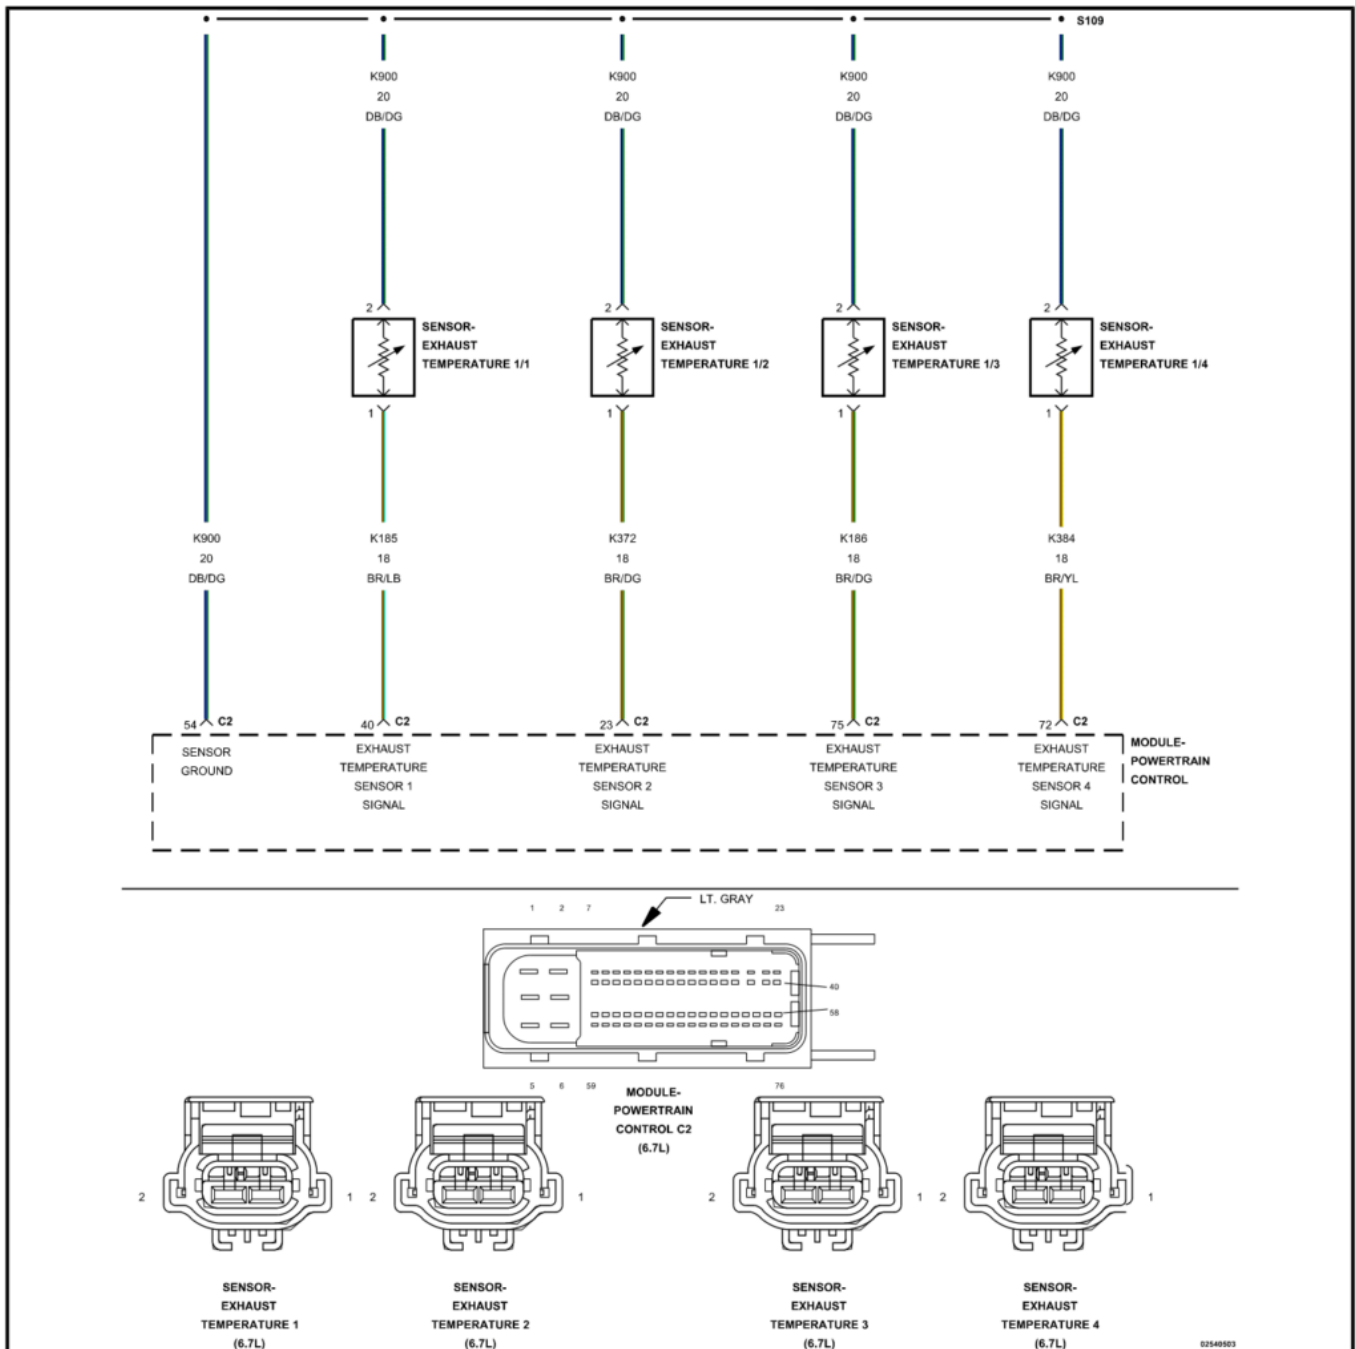 S109
K900 K900 K900 K900
20 20 20 20
DB/DG DB/DG DB/DG DB/DG
2 2 2 2
SENSOR-
EXHAUST
TEMPERATURE 1/1
SENSOR-
EXHAUST
TEMPERATURE 1/2
SENSOR-
EXHAUST
TEMPERATURE 1/3
SENSOR-
EXHAUST
TEMPERATURE 1/4
1 1 1 1
K900 K185 K372 K186 K384
20 18 18 18 18
DB/DG BR/LB BR/DG BR/DG BR/YL
54 C2 40 C2 23 C2 75 C2 72 C2
SENSOR
GROUND
EXHAUST
TEMPERATURE
SENSOR 1
SIGNAL
EXHAUST
TEMPERATURE
SENSOR 2
SIGNAL
EXHAUST
TEMPERATURE
SENSOR 3
SIGNAL
EXHAUST
TEMPERATURE
SENSOR 4
SIGNAL
MODULE-
POWERTRAIN
CONTROL
LT. GRAY
1 2 7 23
40
58
5 6 59 76
MODULE-
POWERTRAIN
CONTROL C2
(6.7L)
2 1 2 1 2 1 2 1
SENSOR-
EXHAUST
TEMPERATURE 1
(6.7L)
SENSOR-
EXHAUST
TEMPERATURE 2
(6.7L)
SENSOR-
EXHAUST
TEMPERATURE 3
(6.7L)
SENSOR-
EXHAUST
TEMPERATURE 4
(6.7L)
02540503